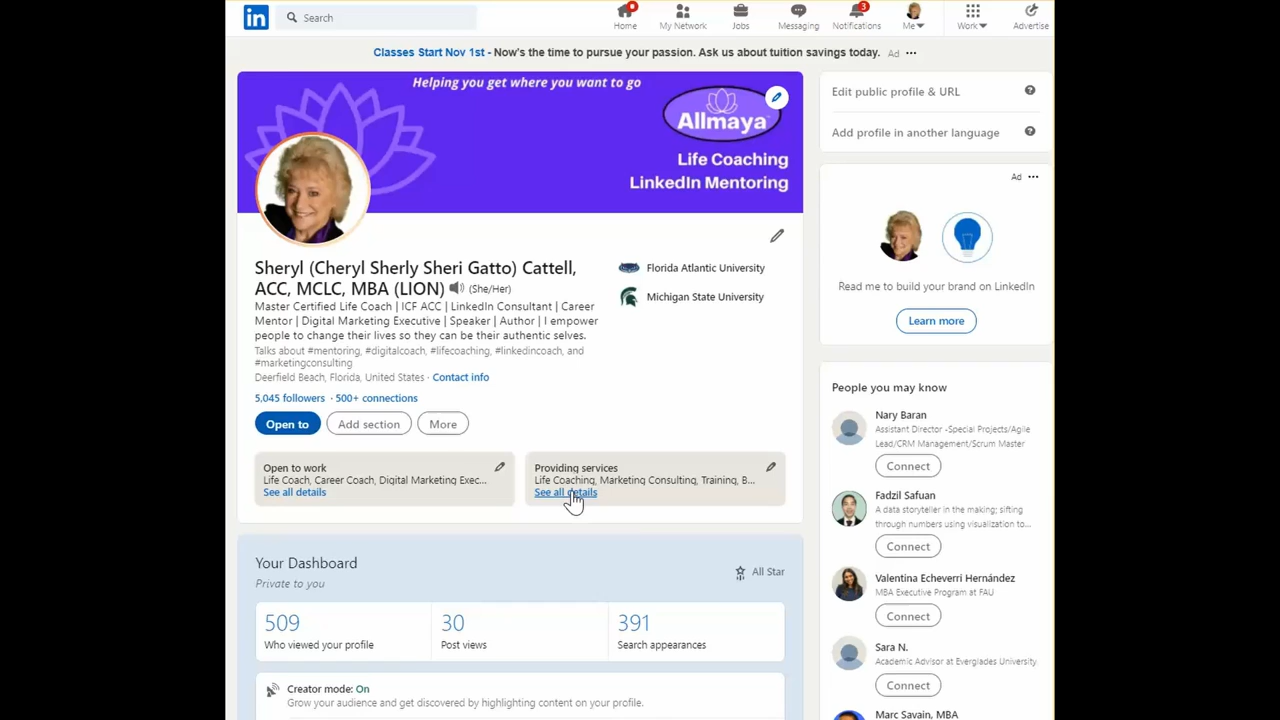 in
Search
Home
My Network
Jobs
Messaging
3
Notifications
Me
Work
Advertise
Classes Start Nov 1st - Now's the time to pursue your passion. Ask us about tuition savings today. Ad
Helping you get where you want to go
Allmaya
Life Coaching
LinkedIn Mentoring
Sheryl (Cheryl Sherly Sheri Gatto) Cattell,
ACC, MCLC, MBA (LION) (She/Her)
Master Certified Life Coach | ICF ACC | LinkedIn Consultant | Career
Mentor | Digital Marketing Executive | Speaker | Author | I empower
people to change their lives so they can be their authentic selves.
Talks about #mentoring, #digitalcoach, #lifecoaching, #linkedincoach, and
#marketingconsulting
Deerfield Beach, Florida, United States · Contact info
5,045 followers · 500+ connections
Open to
Add section
More
Florida Atlantic University
Michigan State University
Open to work
Life Coach, Career Coach, Digital Marketing Exec...
See all details
Providing services
Life Coaching, Marketing Consulting, Training, B...
See all details
Your Dashboard
Private to you
All Star
509
Who viewed your profile
30
Post views
391
Search appearances
Creator mode: On
Grow your audience and get discovered by highlighting content on your profile.
Edit public profile & URL
Add profile in another language
Ad
Read me to build your brand on LinkedIn
Learn more
People you may know
Nary Baran
Assistant Director -Special Projects/Agile
Lead/CRM Management/Scrum Master
Connect
Fadzil Safuan
A data storyteller in the making; sifting
through numbers using visualization to...
Connect
Valentina Echeverri Hernández
MBA Executive Program at FAU
Connect
Sara N.
Academic Advisor at Everglades University
Connect
Marc Savain, MBA